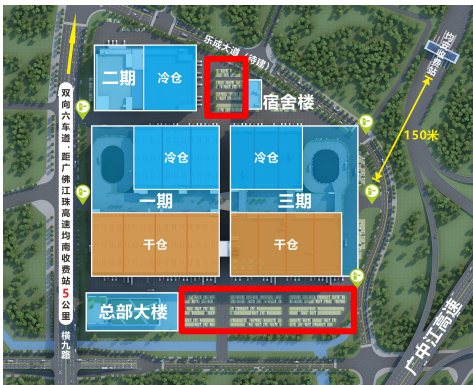 乐成大道（待建）
均安收费站
二期
冷仓
宿舍楼
150米
双向六车道·距广佛江珠高速均南收费站5公里
冷仓
冷仓
一期
三期
干仓
干仓
总部大楼
横九路
广中江高速